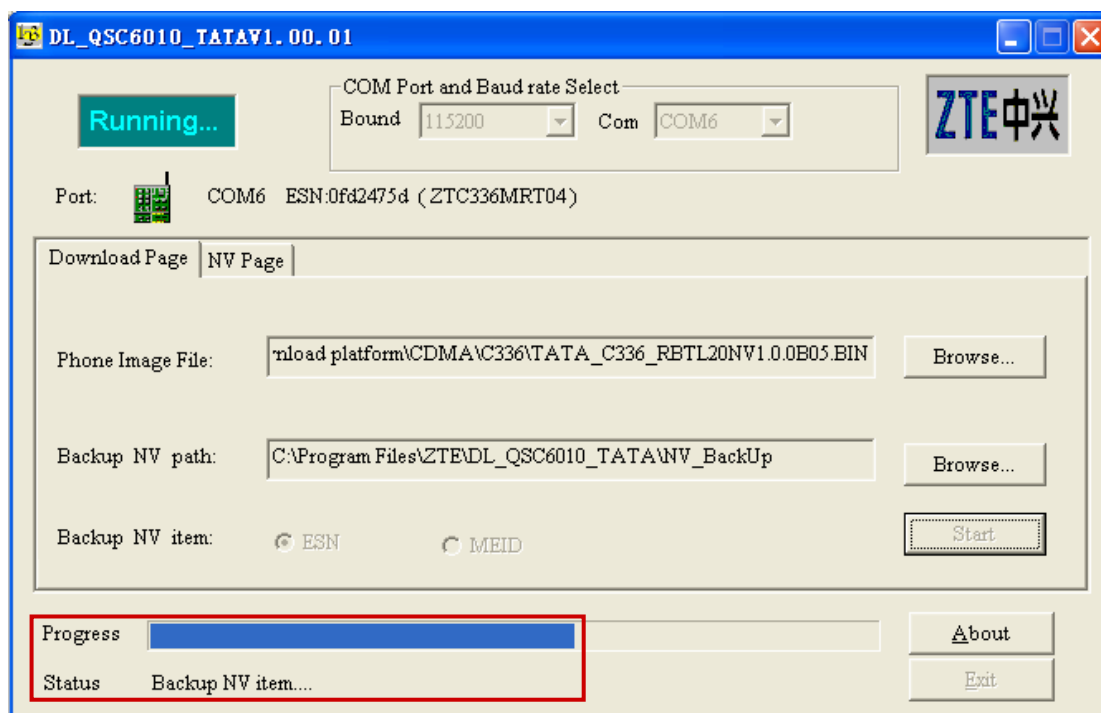 DL_QSC6010_TATAV1.00.01
Running...
COM Port and Baud rate Select
Bound 115200 Com COM6
ZTE中兴
Port: COM6 ESN:0fd2475d (ZTC336MRT04)
Download Page NV Page
Phone Image File: nload platform\CDMA\C336\TATA_C336_RBTL20NV1.0.0B05.BIN Browse...
Backup NV path: C:\Program Files\ZTE\DL_QSC6010_TATA\NV_BackUp Browse...
Backup NV item: ESN MEID Start
Progress About
Status Backup NV item.... Exit